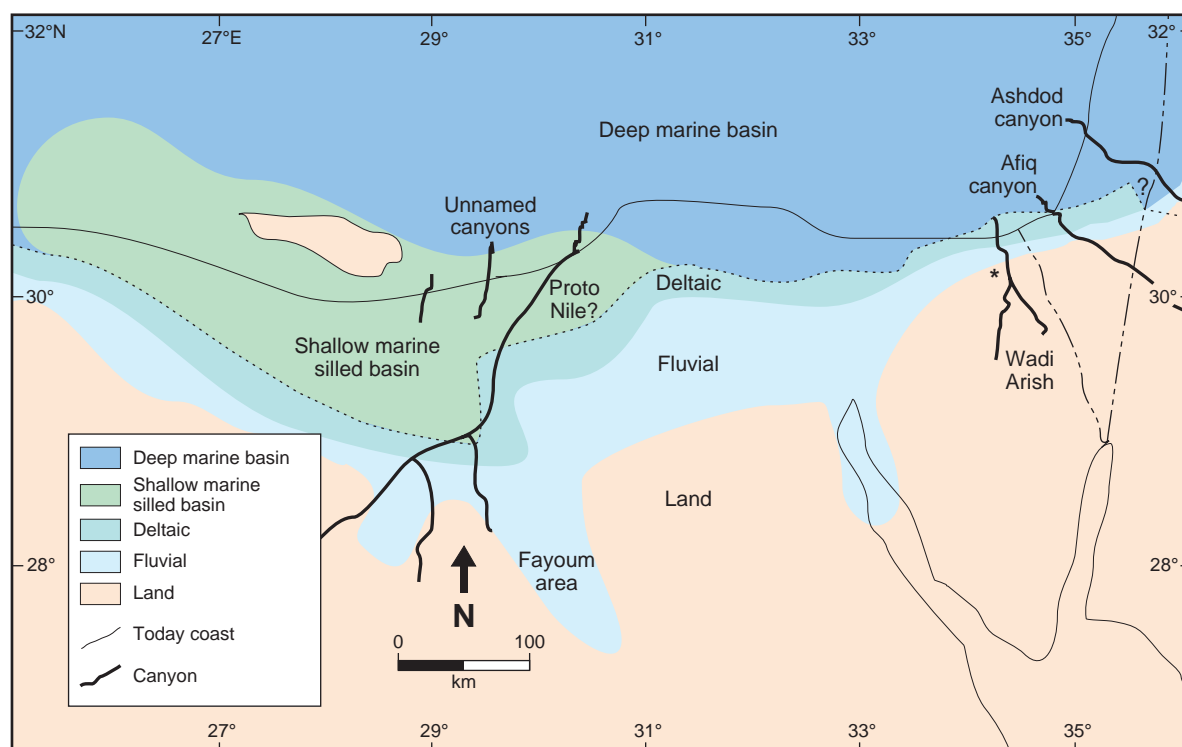 32°N
27°E
29°
31°
33°
35°
32°
Ashdod
canyon
Deep marine basin
Afiq
canyon
?
Unnamed
canyons
*
30°
Proto
Nile?
Deltaic
30°
Shallow marine
silled basin
Fluvial
Wadi
Arish
Deep marine basin
Shallow marine
silled basin
Deltaic
Fluvial
Land
Today coast
Canyon
Land
28°
Fayoum
area
28°
N
0
100
km
27°
29°
31°
33°
35°